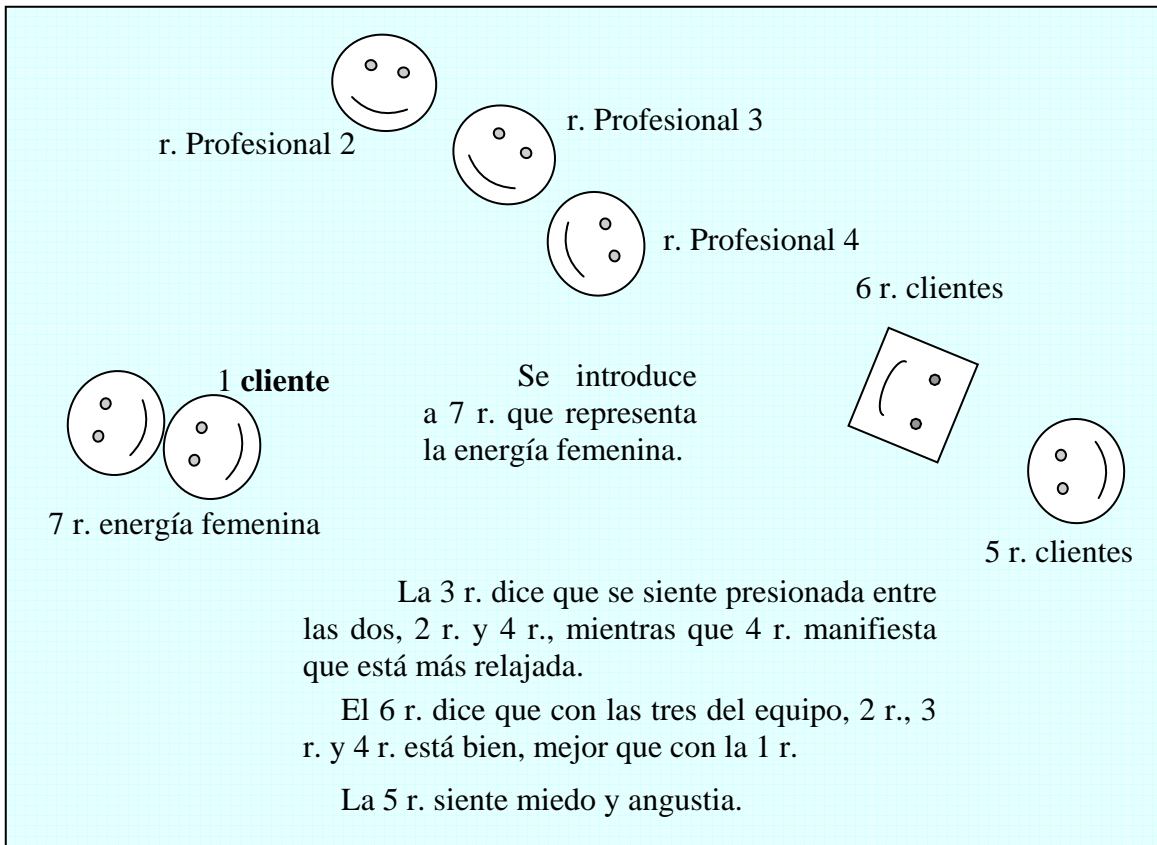 r. Profesional 2
r. Profesional 3
r. Profesional 4
6 r. clientes
1 cliente
Se introduce
a 7 r. que representa
la energía femenina.
7 r. energía femenina
5 r. clientes
La 3 r. dice que se siente presionada entre
las dos, 2 r. y 4 r., mientras que 4 r. manifiesta
que está más relajada.
El 6 r. dice que con las tres del equipo, 2 r., 3
r. y 4 r. está bien, mejor que con la 1 r.
La 5 r. siente miedo y angustia.